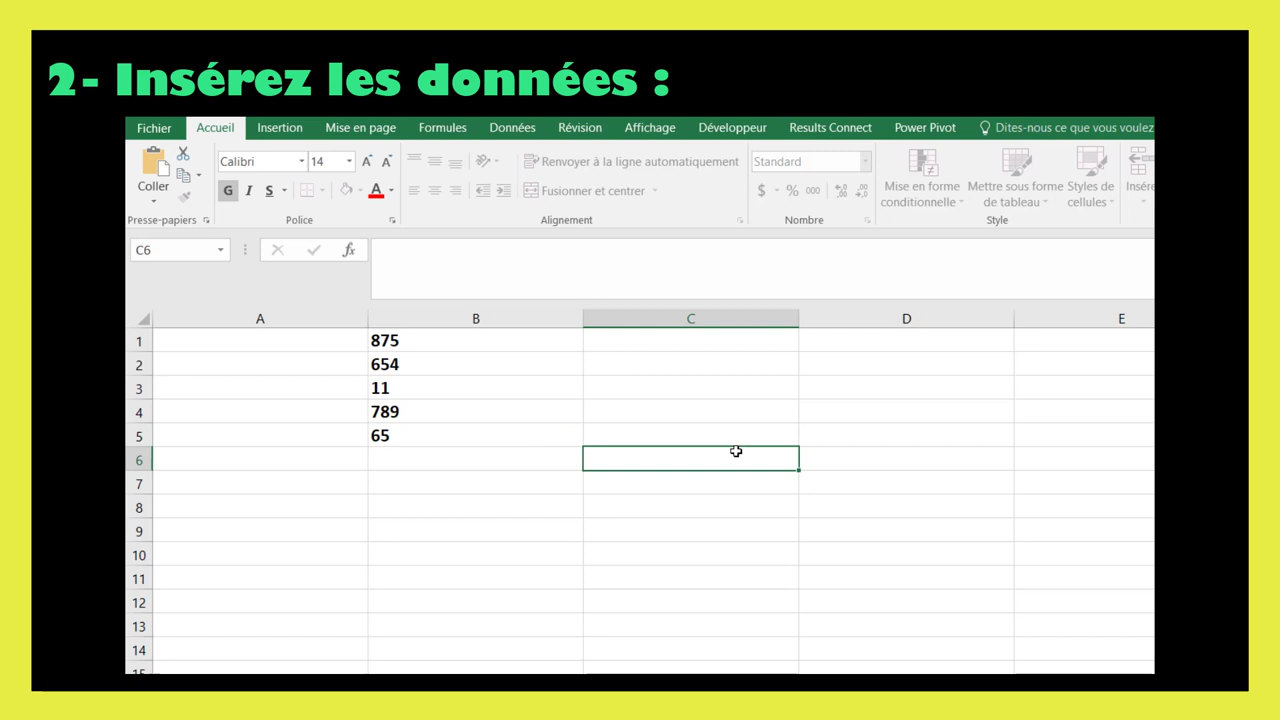 2- Insérez les données :
Fichier Accueil Insertion Mise en page Formules Données Révision Affichage Développeur Results Connect Power Pivot Dites-nous ce que vous voulez
Calibri 14 A A Renvoyer à la ligne automatiquement Standard
Coller G I S A Fusionner et centrer $ % 000 Mise en forme conditionnelle Mettre sous forme de tableau Styles de cellules Insére
Presse-papiers Police Alignement Nombre Style
C6 fx
A B C D E
1 875
2 654
3 11
4 789
5 65
6
7
8
9
10
11
12
13
14
15